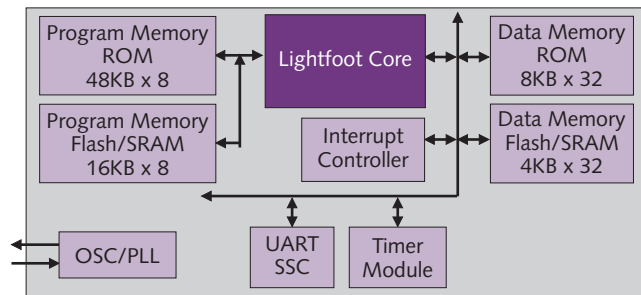 Program Memory
ROM
48KB x 8
Lightfoot Core
Data Memory
ROM
8KB x 32
Program Memory
Flash/SRAM
16KB x 8
Interrupt
Controller
Data Memory
Flash/SRAM
4KB x 32
OSC/PLL
UART
SSC
Timer
Module